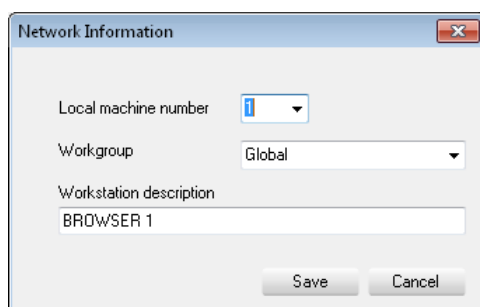 Network Information
Local machine number 1
Workgroup Global
Workstation description
BROWSER 1
Save Cancel